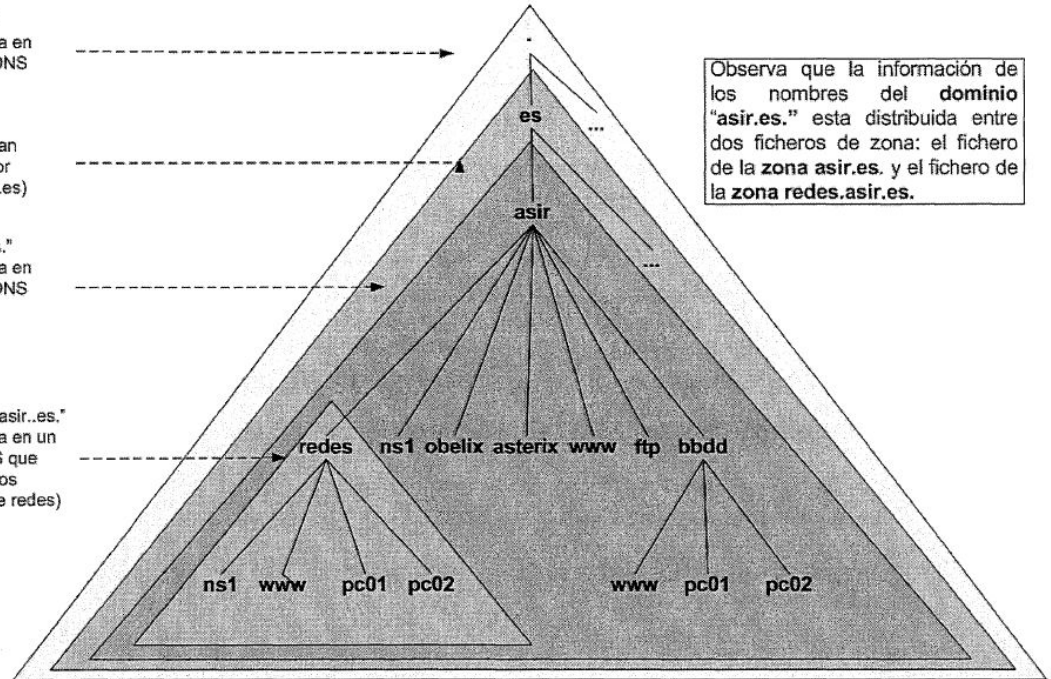 a en
DNS
an
or
.es)
s."
a en
DNS
asir..es."
a en un
S que
os
e redes)
.
es
...
asir
...
redes ns1 obelix asterix www ftp bbdd
ns1 www pc01 pc02 www pc01 pc02
Observa que la información de
los nombres del dominio
"asir.es." esta distribuida entre
dos ficheros de zona: el fichero
de la zona asir.es. y el fichero de
la zona redes.asir.es.